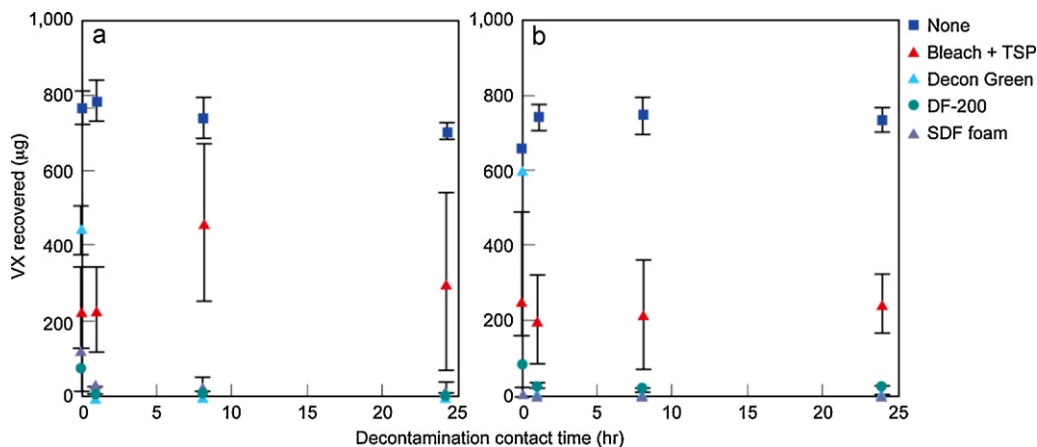 1,000
800
600
400
200
0
VX recovered (µg)
a
0 5 10 15 20 25
1,000
800
600
400
200
0
b
0 5 10 15 20 25
Decontamination contact time (hr)
None
Bleach + TSP
Decon Green
DF-200
SDF foam